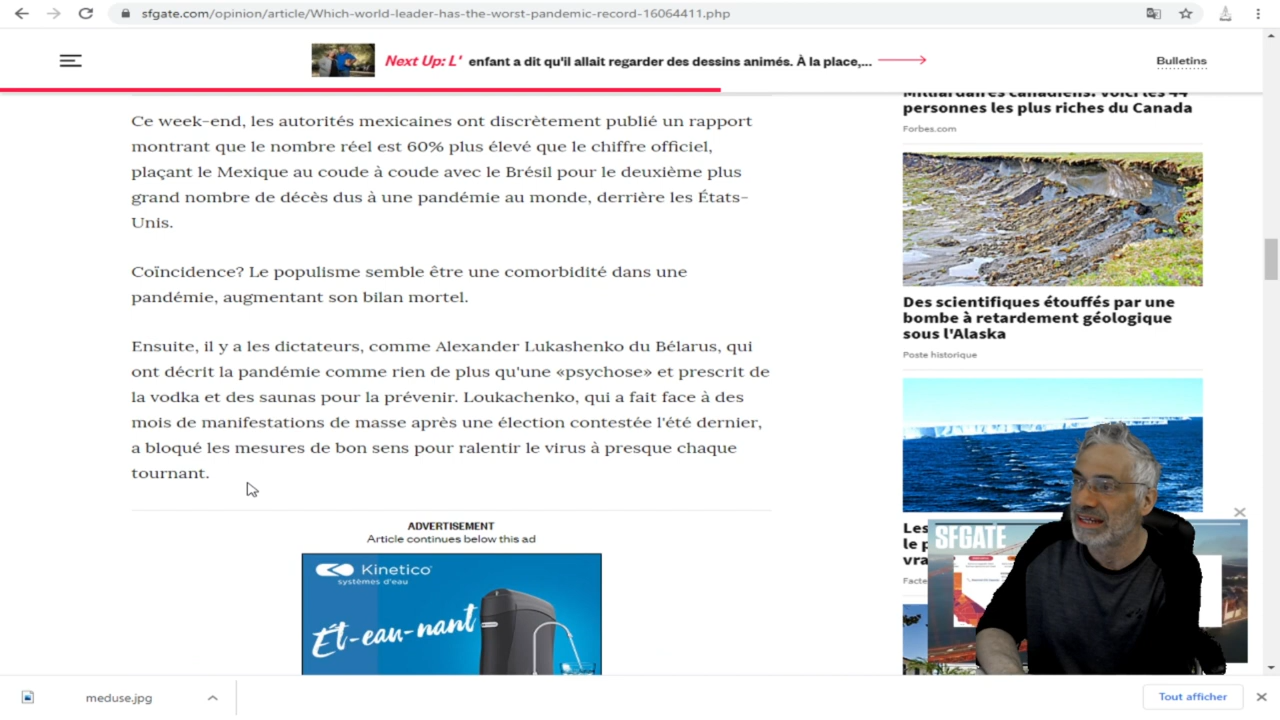 sfgate.com/opinion/article/Which-world-leader-has-the-worst-pandemic-record-16064411.php
Next Up: L' enfant a dit qu'il allait regarder des dessins animés. À la place,...
Bulletins
Ce week-end, les autorités mexicaines ont discrètement publié un rapport
montrant que le nombre réel est 60% plus élevé que le chiffre officiel,
plaçant le Mexique au coude à coude avec le Brésil pour le deuxième plus
grand nombre de décès dus à une pandémie au monde, derrière les États-
Unis.
Coïncidence? Le populisme semble être une comorbidité dans une
pandémie, augmentant son bilan mortel.
Ensuite, il y a les dictateurs, comme Alexander Lukashenko du Bélarus, qui
ont décrit la pandémie comme rien de plus qu'une «psychose» et prescrit de
la vodka et des saunas pour la prévenir. Loukachenko, qui a fait face à des
mois de manifestations de masse après une élection contestée l'été dernier,
a bloqué les mesures de bon sens pour ralentir le virus à presque chaque
tournant.
ADVERTISEMENT
Article continues below this ad
Kinetico
systèmes d'eau
Ét-eau-nant
Milliardaires canadiens: voici les 44
personnes les plus riches du Canada
Forbes.com
Des scientifiques étouffés par une
bombe à retardement géologique
sous l'Alaska
Poste historique
Les
le p
vra
Facte
SFGATE
meduse.jpg
Tout afficher